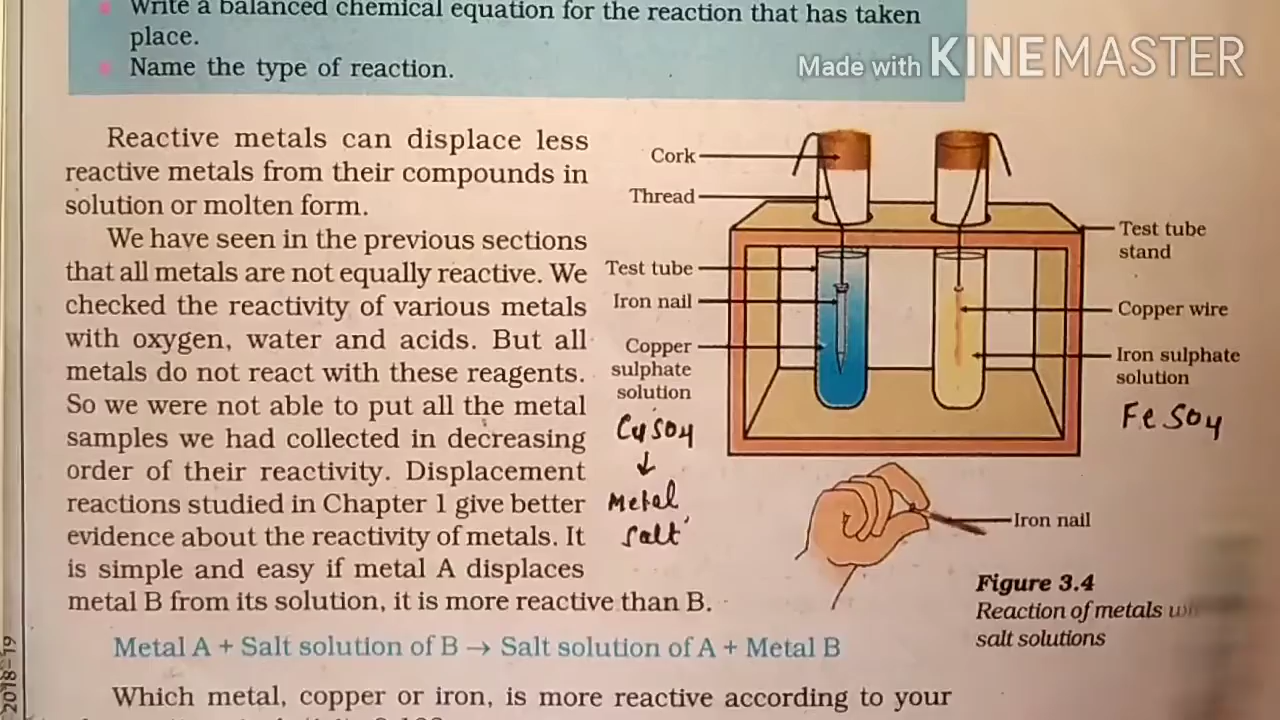 Write a balanced chemical equation for the reaction that has taken
place.
Name the type of reaction.
Made with KINEMASTER
Reactive metals can displace less
reactive metals from their compounds in
solution or molten form.
We have seen in the previous sections
that all metals are not equally reactive. We
checked the reactivity of various metals
with oxygen, water and acids. But all
metals do not react with these reagents.
So we were not able to put all the metal
samples we had collected in decreasing
order of their reactivity. Displacement
reactions studied in Chapter 1 give better
evidence about the reactivity of metals. It
is simple and easy if metal A displaces
metal B from its solution, it is more reactive than B.
Metal A + Salt solution of B → Salt solution of A + Metal B
Which metal, copper or iron, is more reactive according to your
Cork
Thread
Test tube
Iron nail
Copper
sulphate
solution
CuSO4
↓
Metal
Salt
Test tube
stand
Copper wire
Iron sulphate
solution
FeSO4
Iron nail
Figure 3.4
Reaction of metals
salt solutions
2018-19